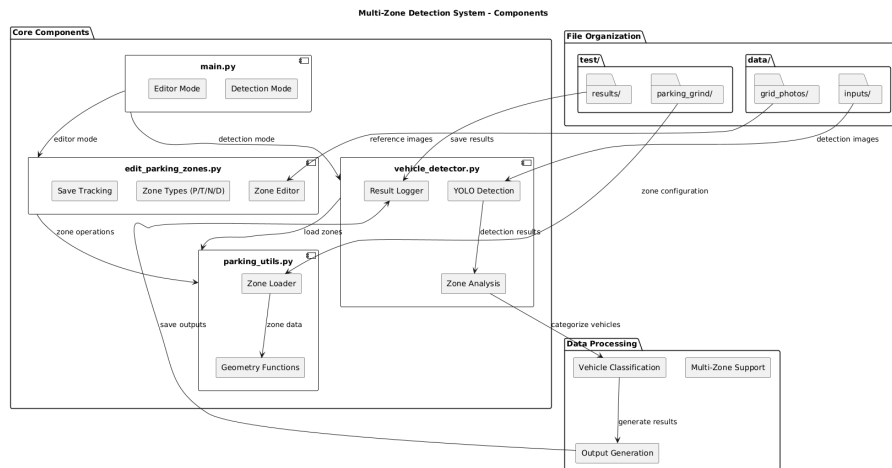 Multi-Zone Detection System - Components
Core Components
main.py
Editor Mode
Detection Mode
File Organization
test/
results/
parking_grind/
data/
grid_photos/
inputs/
editor mode
detection mode
reference images
save results
detection images
edit_parking_zones.py
Save Tracking
Zone Types (P/T/N/D)
Zone Editor
vehicle_detector.py
Result Logger
YOLO Detection
zone configuration
zone operations
load zones
detection results
parking_utils.py
Zone Loader
Zone Analysis
save outputs
zone data
categorize vehicles
Geometry Functions
Data Processing
Vehicle Classification
Multi-Zone Support
generate results
Output Generation